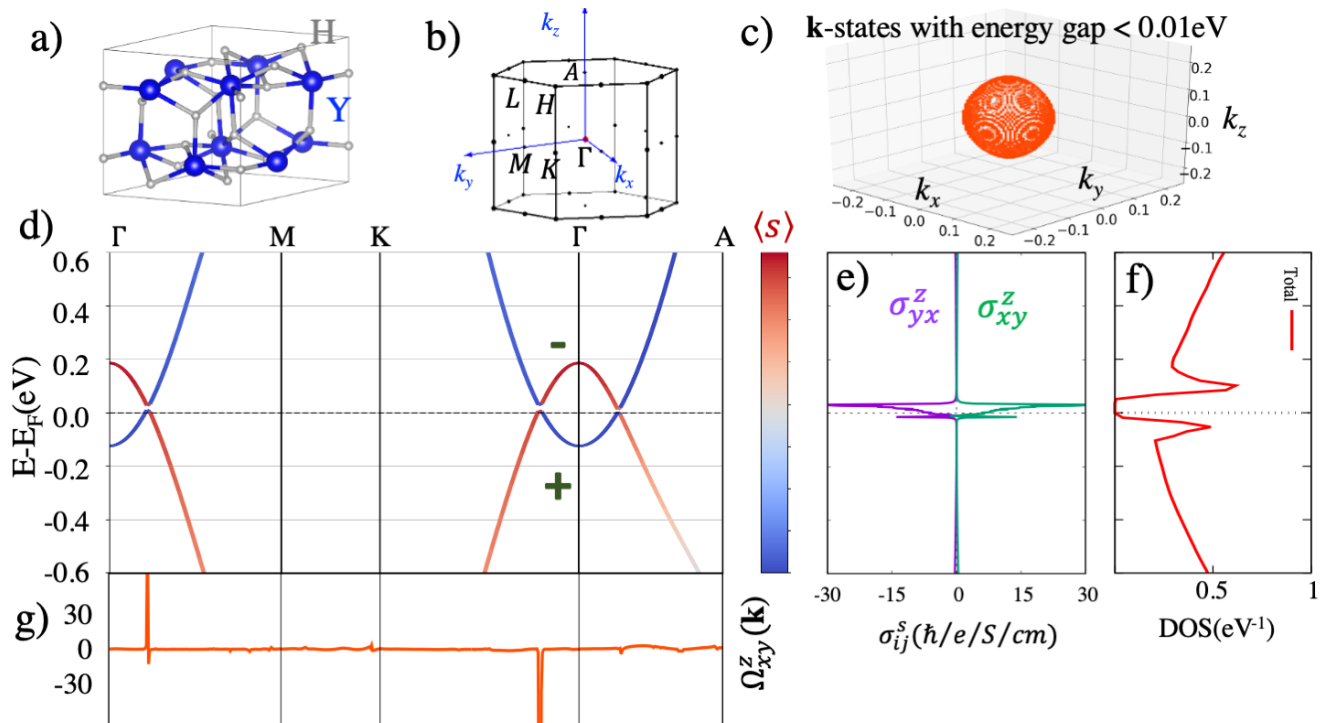 a)
H
Y
b)
k_z
A
L
H
M
K
Γ
k_y
k_x
c)
k-states with energy gap < 0.01eV
0.2
0.1
0.0
-0.1
-0.2
k_z
k_x
k_y
-0.2
-0.1
0.0
0.1
0.2
-0.2
-0.1
0.0
0.1
0.2
d)
Γ
M
K
Γ
A
⟨s⟩
0.6
0.4
0.2
0.0
-0.2
-0.4
-0.6
E-E_F(eV)
-
+
e)
σ^z_yx
σ^z_xy
-30
-15
0
15
30
σ^s_ij(ħ/e/S/cm)
f)
Total
0.5
1
DOS(eV⁻¹)
g)
30
0
-30
Ω^z_xy(k)